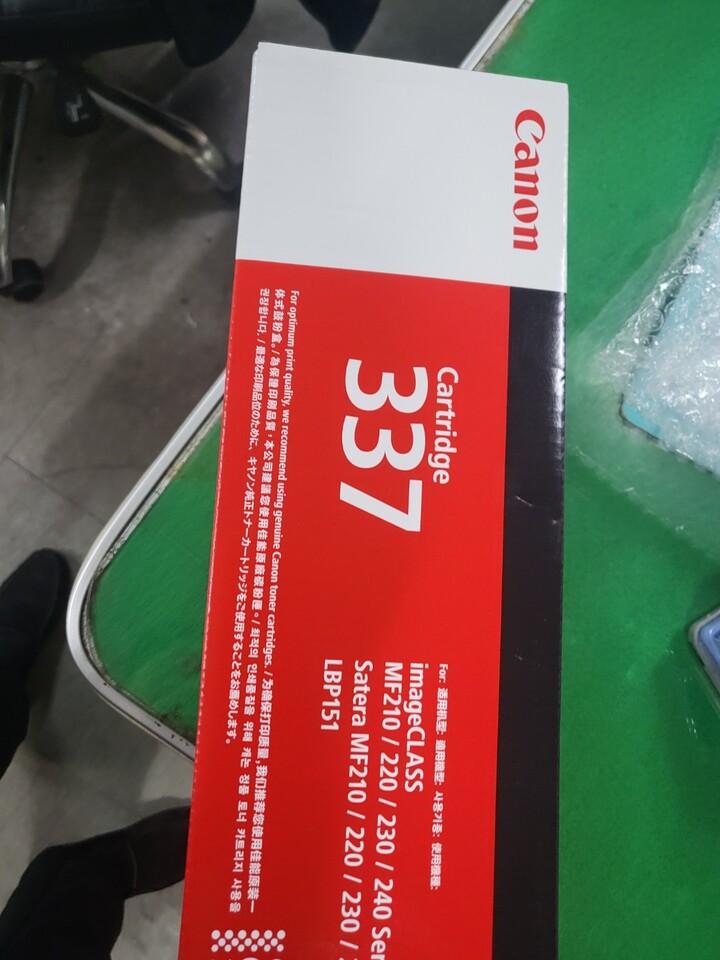 Canon
Cartridge
337
For: 适用机型: 適用機型: 사용기종: 使用機種:
imageCLASS
MF210 / 220 / 230 / 240 Ser
Satera MF210 / 220 / 230 /
LBP151
For optimum print quality, we recommend using genuine Canon toner cartridges. / 为确保打印质量,我们推荐您使用佳能原装一
体式鼓粉盒。/ 為保證印刷品質,本公司建議您使用佳能原廠碳粉匣。/ 최적의 인쇄품질을 위해 캐논 정품 토너 카트리지 사용을
권장합니다. / 最適な印刷品位のために、キヤノン純正トナーカートリッジをご使用することをお薦めします。